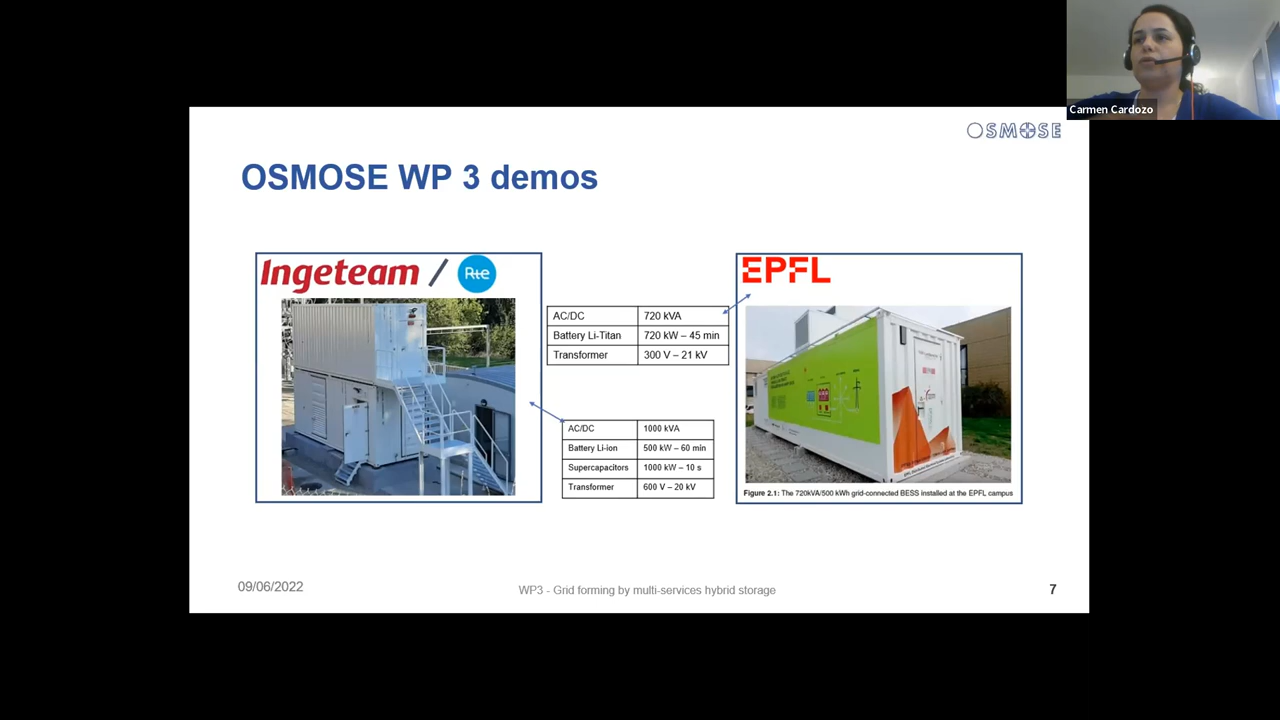 Carmen Cardozo
OSMOSE
OSMOSE WP 3 demos
Ingeteam / Rte
EPFL
AC/DC 720 kVA
Battery Li-Titan 720 kW – 45 min
Transformer 300 V – 21 kV
AC/DC 1000 kVA
Battery Li-ion 500 kW – 60 min
Supercapacitors 1000 kW – 10 s
Transformer 600 V – 20 kV
Figure 2.1: The 720kVA/500 kWh grid-connected BESS installed at the EPFL campus
09/06/2022
WP3 - Grid forming by multi-services hybrid storage
7